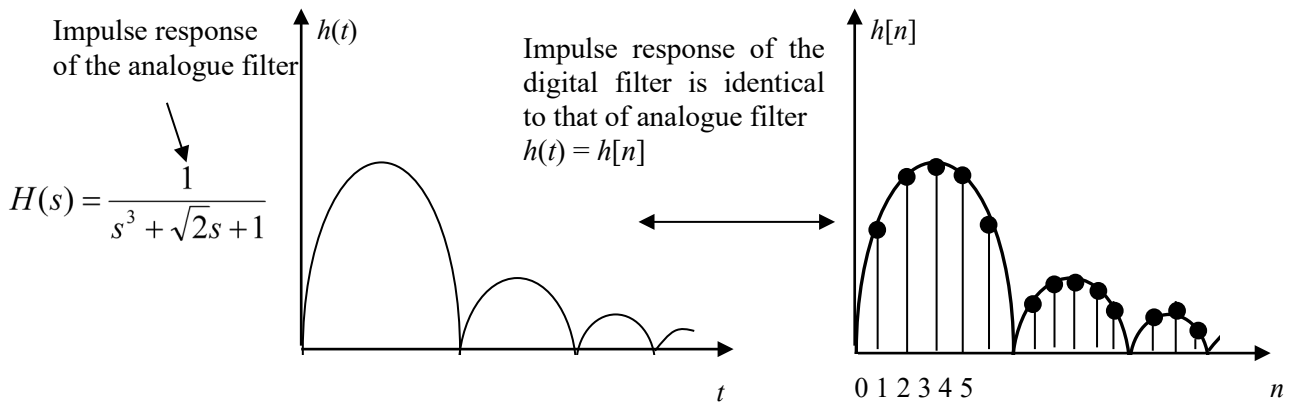 Impulse response
of the analogue filter
h(t)
H(s) = 1 / (s³ + √2s + 1)
t
Impulse response of the
digital filter is identical
to that of analogue filter
h(t) = h[n]
h[n]
0 1 2 3 4 5
n